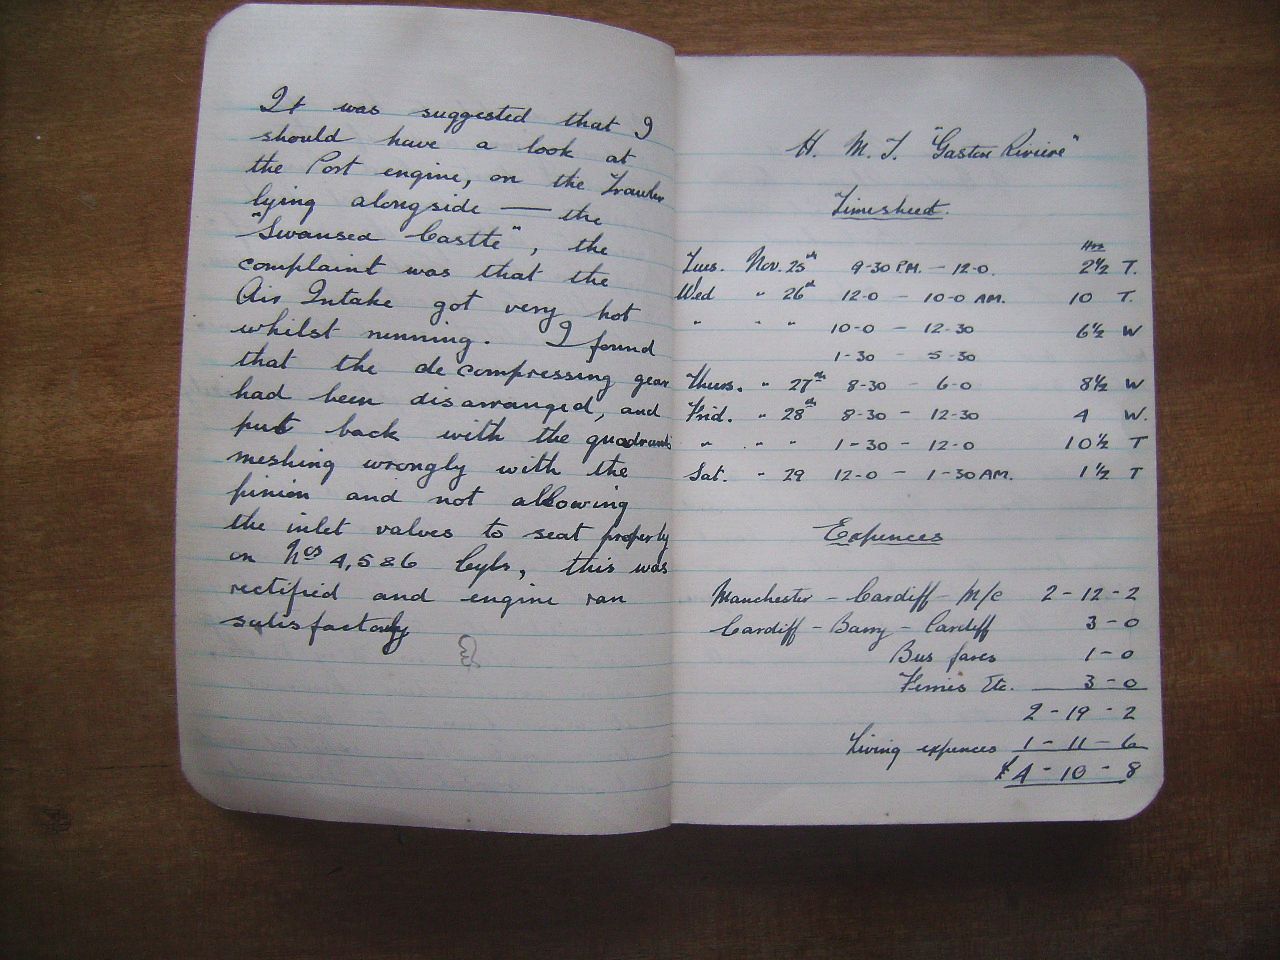 It was suggested that I
should have a look at
the Port engine, on the Trawler
lying alongside — the
"Swansea Castle", the
complaint was that the
Air Intake got very hot
whilst running. I found
that the decompressing gear
had been disarranged, and
put back with the quadrants
meshing wrongly with the
pinion and not allowing
the inlet valves to seat properly
on Nos 4, 5 & 6 Cyls, this was
rectified and engine ran
satisfactorily
H. M. T. "Gaston Riviere"
Timesheet.
Hrs
Tues. Nov. 25th 9-30 PM. - 12-0. 2½ T.
Wed " 26th 12-0 - 10-0 AM. 10 T.
" " " 10-0 - 12-30 6½ W
1-30 - 5-30
Thurs. " 27th 8-30 - 6-0 8½ W
Frid. " 28th 8-30 - 12-30 4 W.
" " " 1-30 - 12-0 10½ T
Sat. " 29 12-0 - 1-30 AM. 1½ T
Expences
Manchester - Cardiff - M/c 2-12-2
Cardiff - Barry - Cardiff 3-0
Bus fares 1-0
Ferries Etc. 3-0
2-19-2
Living expences 1-11-6
£4-10-8